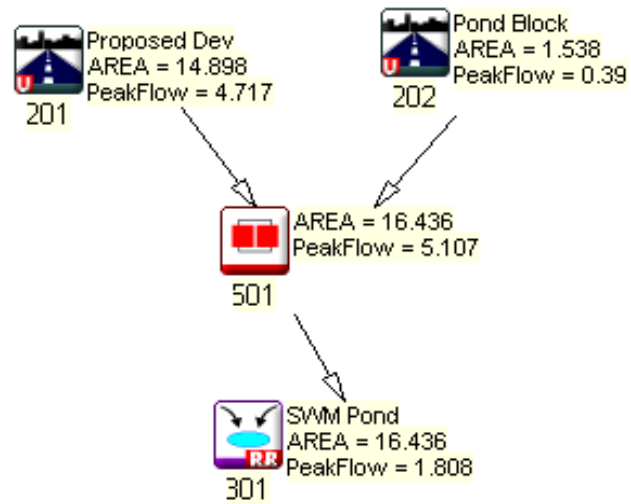 Proposed Dev
AREA = 14.898
PeakFlow = 4.717
U
201
Pond Block
AREA = 1.538
PeakFlow = 0.39
U
202
AREA = 16.436
PeakFlow = 5.107
501
SWM Pond
AREA = 16.436
PeakFlow = 1.808
RR
301